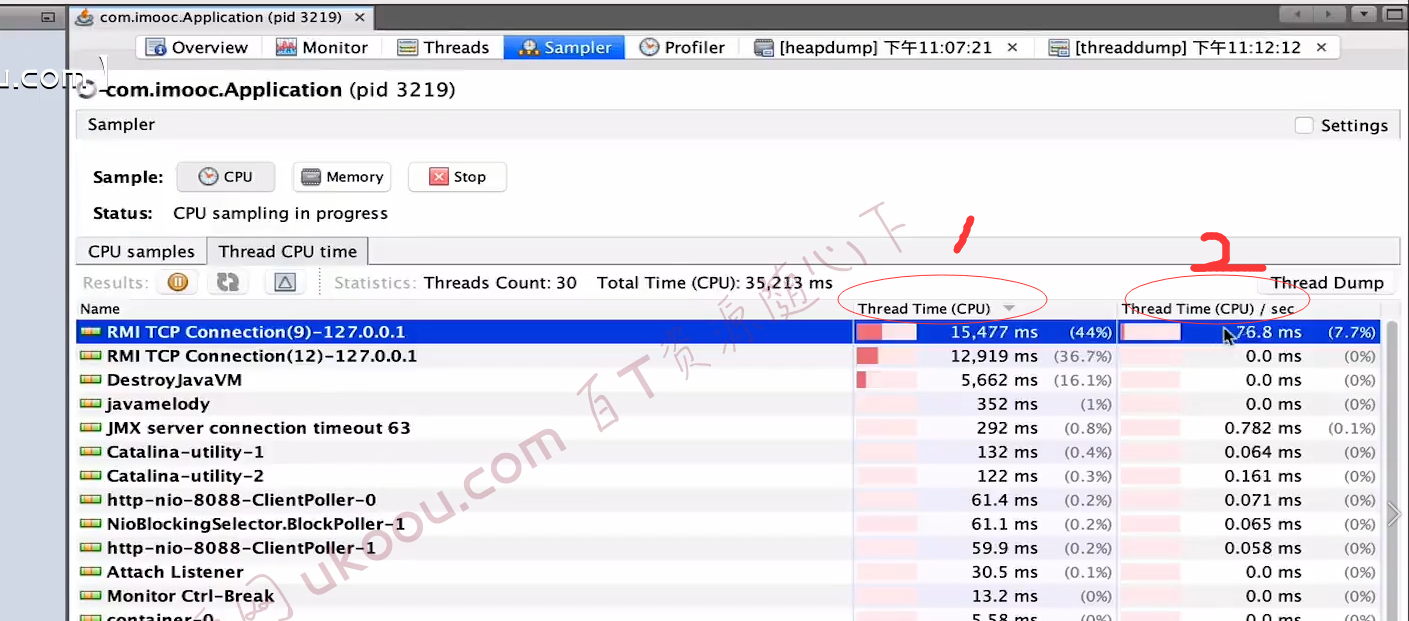 com.imooc.Application (pid 3219)
Overview Monitor Threads Sampler Profiler [heapdump] 下午11:07:21 [threaddump] 下午11:12:12
u.com
com.imooc.Application (pid 3219)
Sampler Settings
Sample: CPU Memory Stop
Status: CPU sampling in progress
1 2
CPU samples Thread CPU time
Results: Statistics: Threads Count: 30 Total Time (CPU): 35,213 ms Thread Dump
Name Thread Time (CPU) Thread Time (CPU) / sec
RMI TCP Connection(9)-127.0.0.1 15,477 ms (44%) 76.8 ms (7.7%)
RMI TCP Connection(12)-127.0.0.1 12,919 ms (36.7%) 0.0 ms (0%)
DestroyJavaVM 5,662 ms (16.1%) 0.0 ms (0%)
javamelody 352 ms (1%) 0.0 ms (0%)
JMX server connection timeout 63 292 ms (0.8%) 0.782 ms (0.1%)
Catalina-utility-1 132 ms (0.4%) 0.064 ms (0%)
Catalina-utility-2 122 ms (0.3%) 0.161 ms (0%)
http-nio-8088-ClientPoller-0 61.4 ms (0.2%) 0.071 ms (0%)
NioBlockingSelector.BlockPoller-1 61.1 ms (0.2%) 0.065 ms (0%)
http-nio-8088-ClientPoller-1 59.9 ms (0.2%) 0.058 ms (0%)
Attach Listener 30.5 ms (0.1%) 0.0 ms (0%)
Monitor Ctrl-Break 13.2 ms (0%) 0.0 ms (0%)
container-0 5.58 ms (0%) 0.0 ms (0%)
网 ukoou.com 百T资源随心下